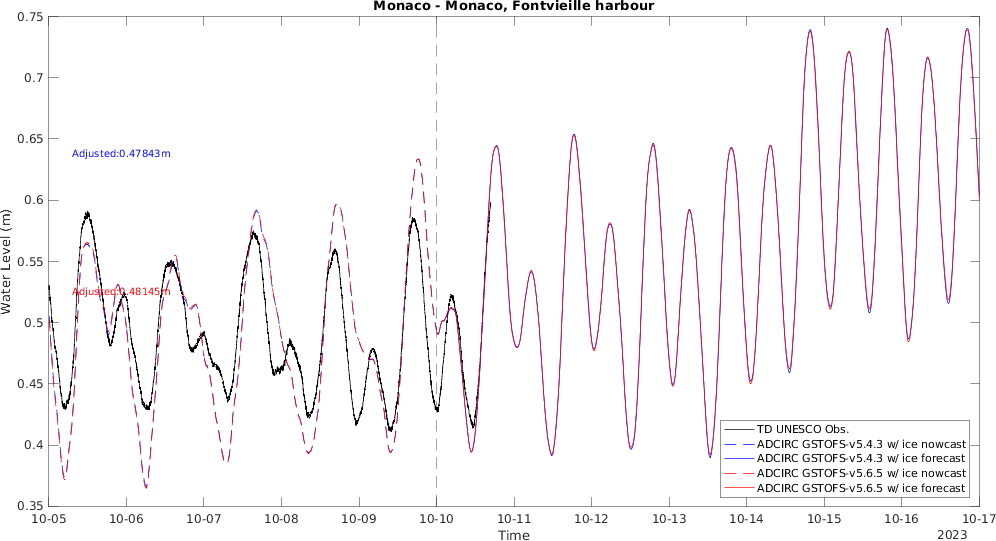 Monaco - Monaco, Fontvieille harbour
0.75
0.7
0.65
0.6
0.55
0.5
0.45
0.4
0.35
Water Level (m)
Adjusted:0.47843m
Adjusted:0.48145m
TD UNESCO Obs.
ADCIRC GSTOFS-v5.4.3 w/ ice nowcast
ADCIRC GSTOFS-v5.4.3 w/ ice forecast
ADCIRC GSTOFS-v5.6.5 w/ ice nowcast
ADCIRC GSTOFS-v5.6.5 w/ ice forecast
10-05 10-06 10-07 10-08 10-09 10-10 10-11 10-12 10-13 10-14 10-15 10-16 10-17
Time
2023